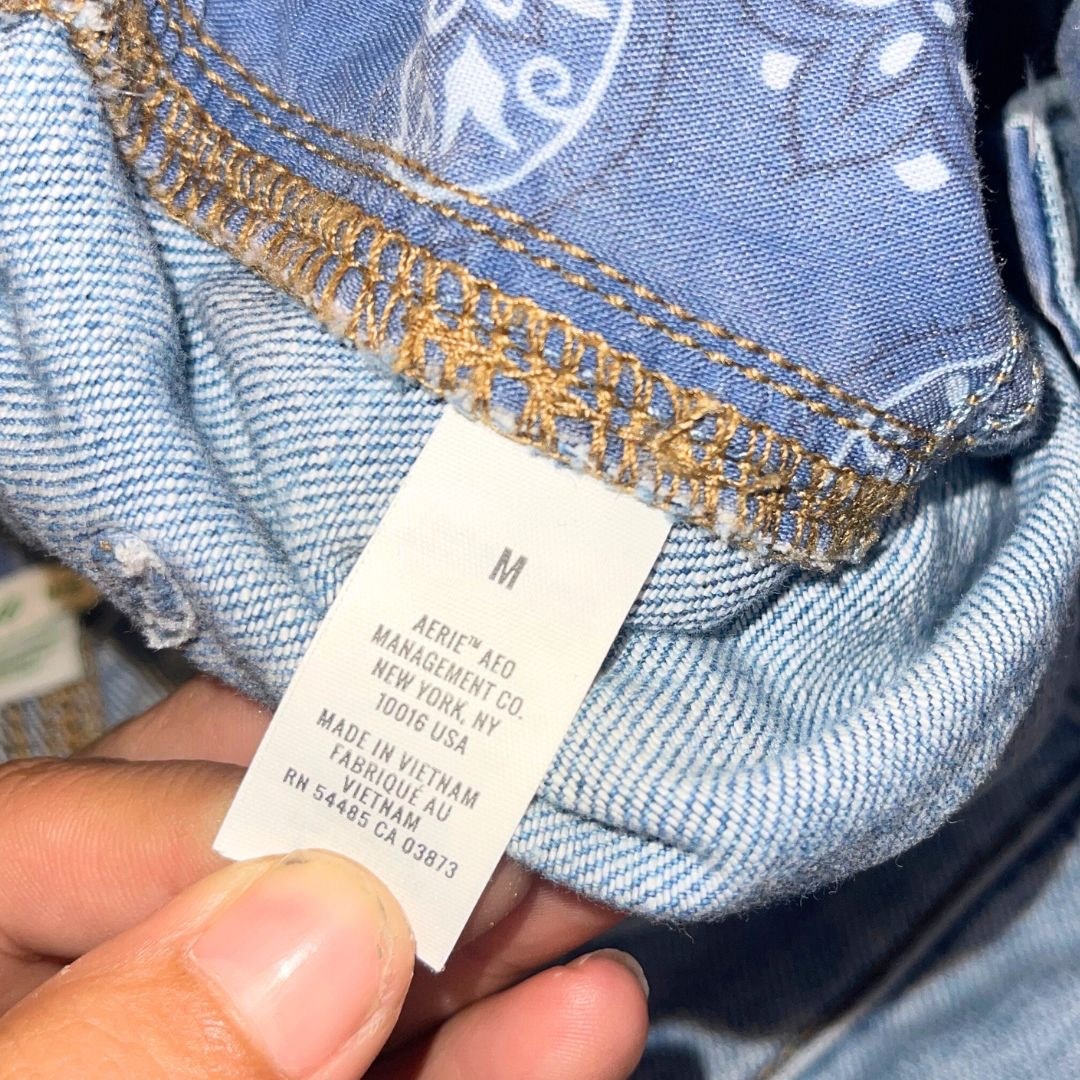 M
AERIE™ AEO
MANAGEMENT CO.
NEW YORK, NY
10016 USA
MADE IN VIETNAM
FABRIQUÉ AU
VIETNAM
RN 54485 CA 03873